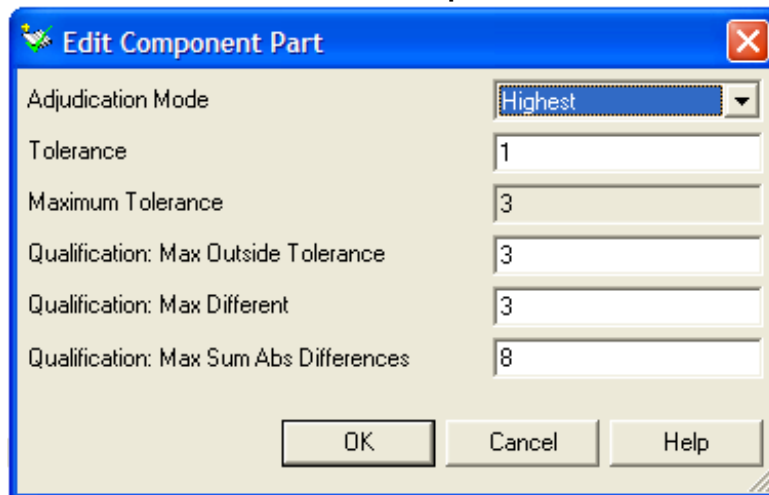 Edit Component Part
Adjudication Mode Highest
Tolerance 1
Maximum Tolerance 3
Qualification: Max Outside Tolerance 3
Qualification: Max Different 3
Qualification: Max Sum Abs Differences 8
OK Cancel Help